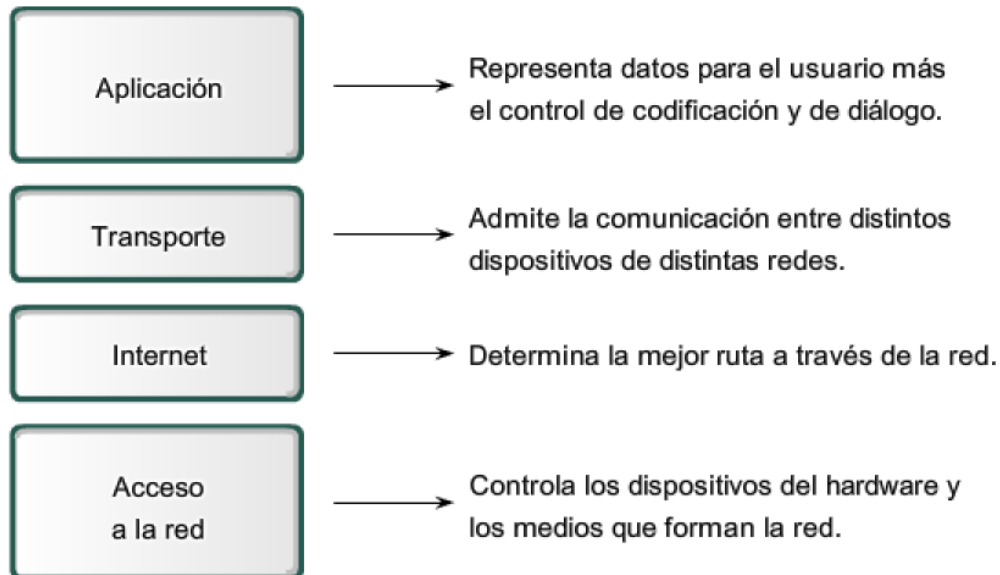 Aplicación
Representa datos para el usuario más
el control de codificación y de diálogo.
Transporte
Admite la comunicación entre distintos
dispositivos de distintas redes.
Internet
Determina la mejor ruta a través de la red.
Acceso
a la red
Controla los dispositivos del hardware y
los medios que forman la red.